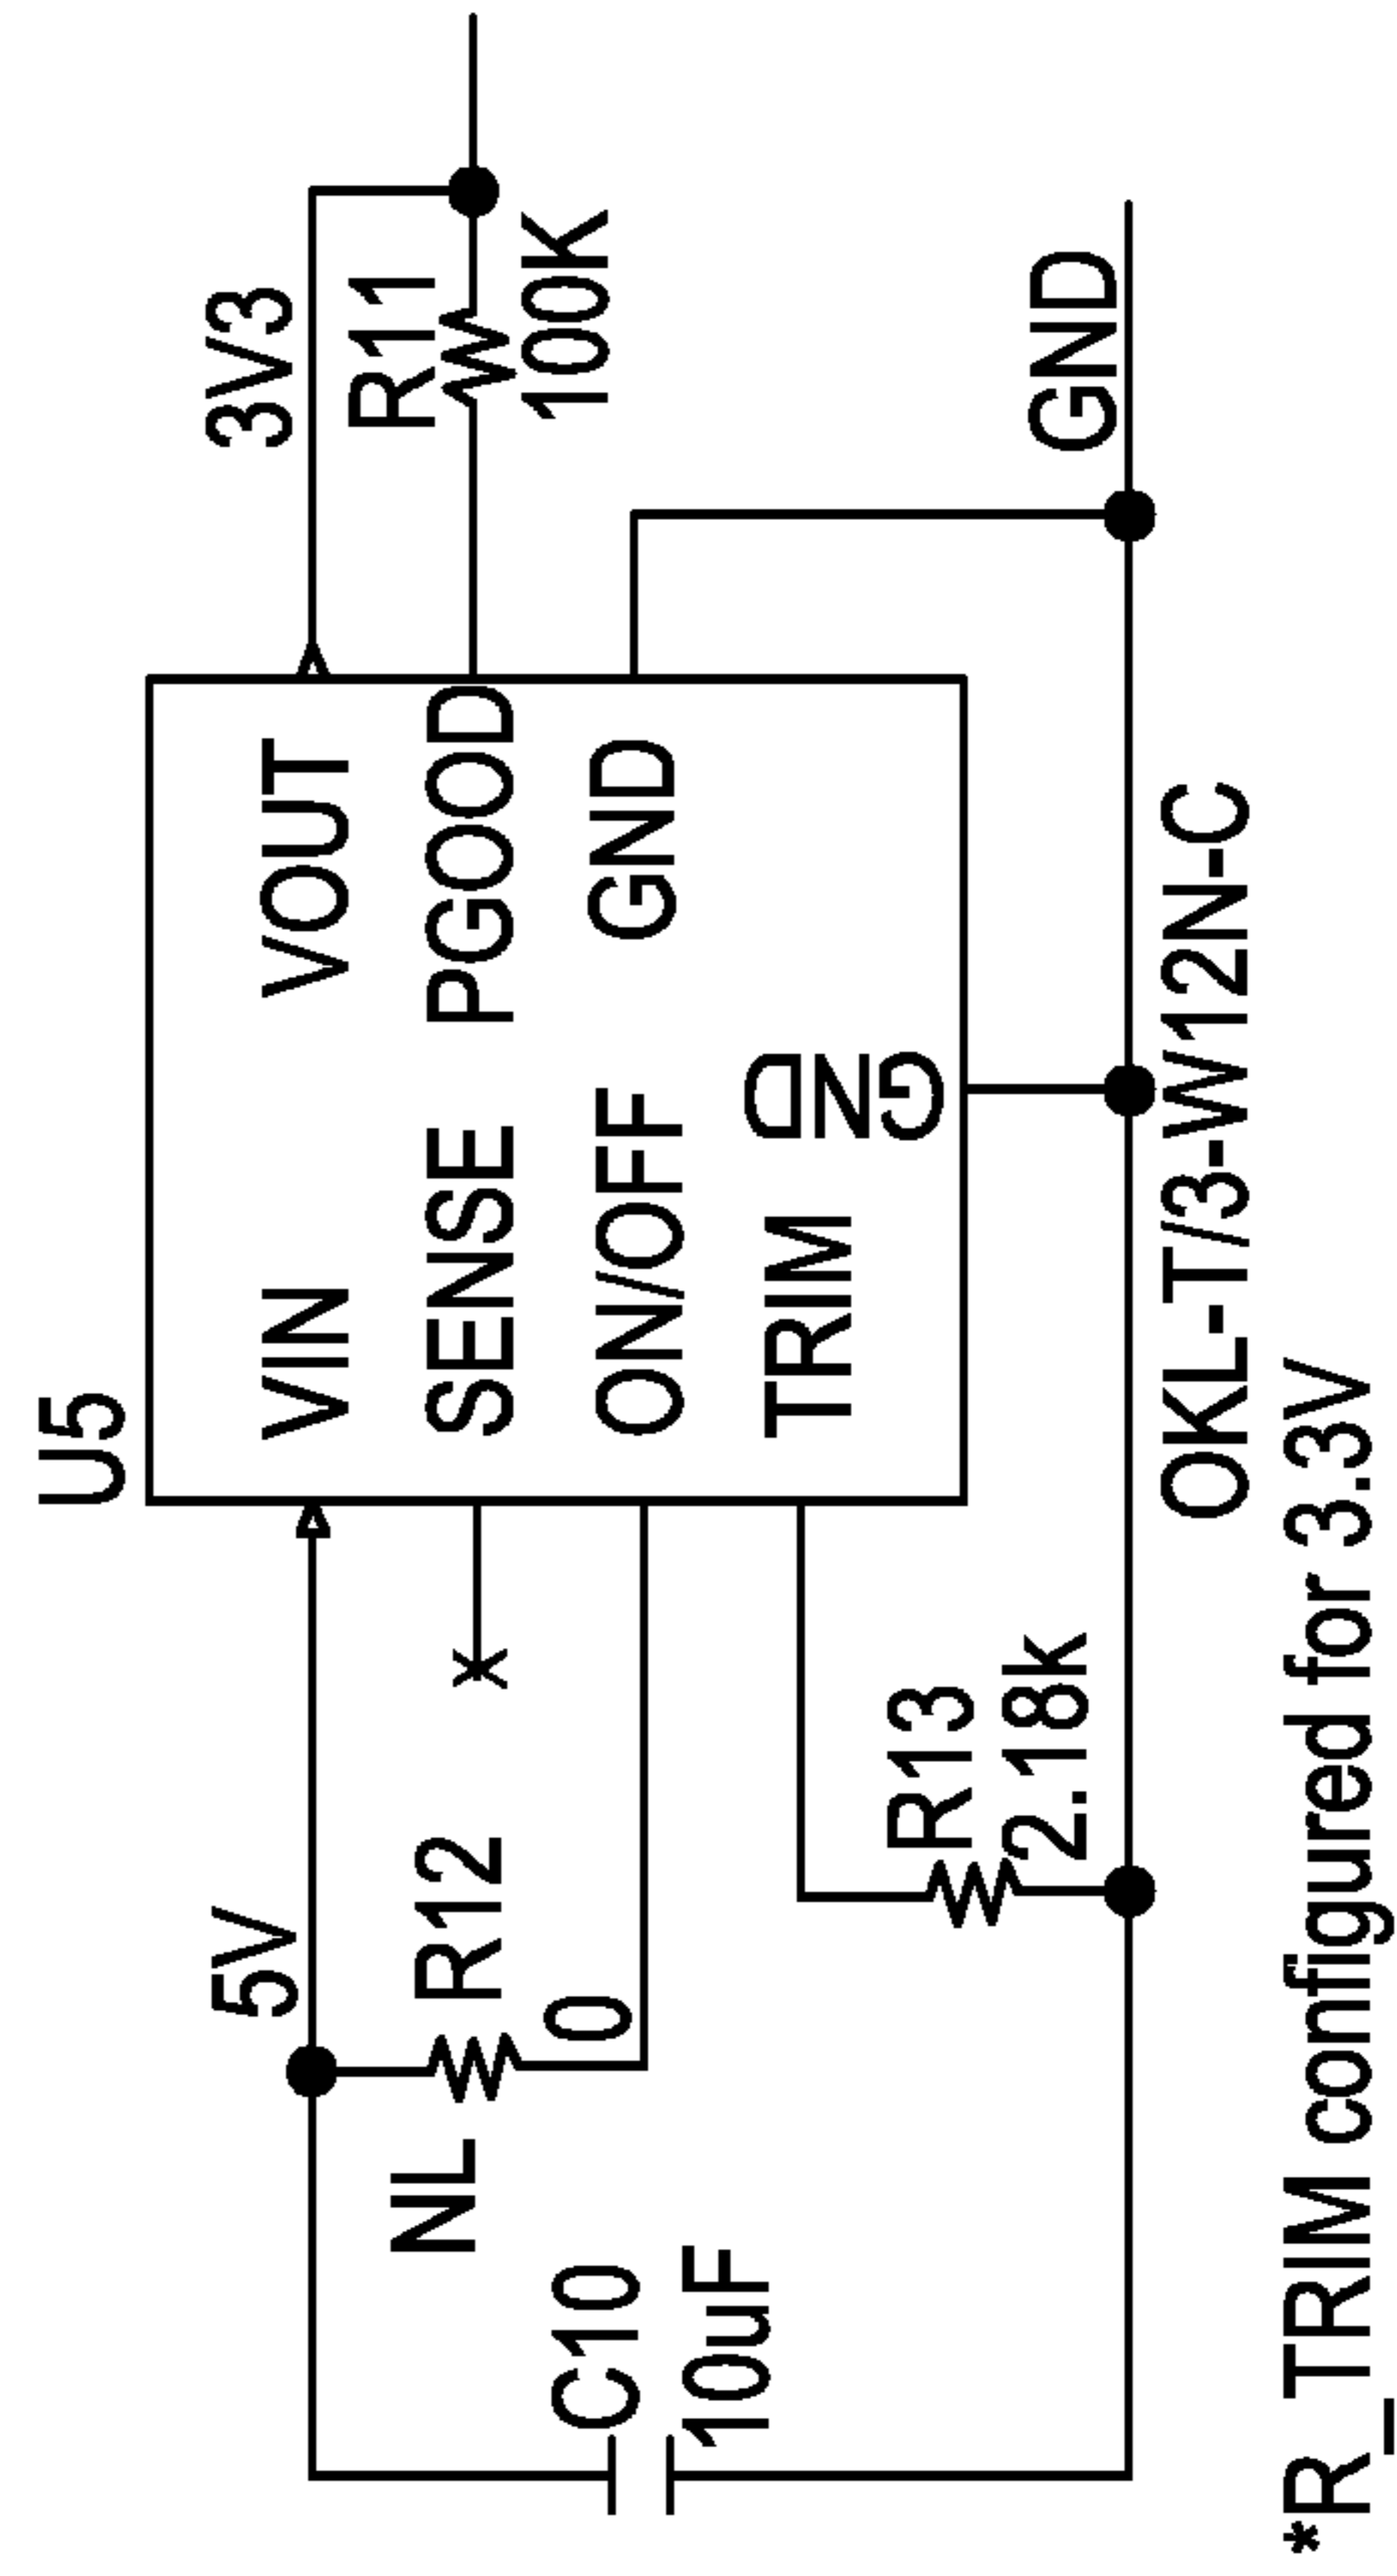 U5
5V
3V3
VIN
VOUT
NL
R12
0
R11
100K
SENSE
PGOOD
C10
10uF
ON/OFF
GND
TRIM
GND
R13
2.18k
GND
OKL-T/3-W12N-C
*R_TRIM configured for 3.3V